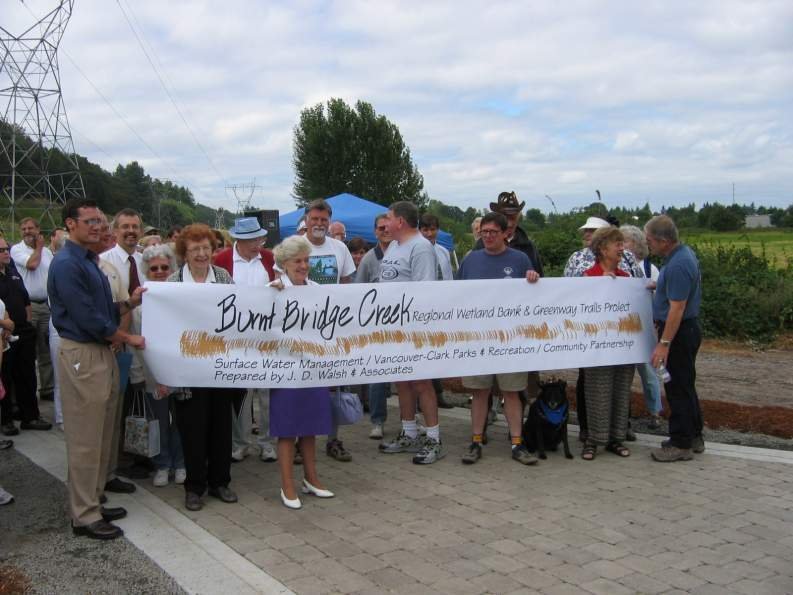 Burnt Bridge Creek Regional Wetland Bank & Greenway Trails Project
Surface Water Management / Vancouver-Clark Parks & Recreation / Community Partnership
Prepared by J. D. Walsh & Associates